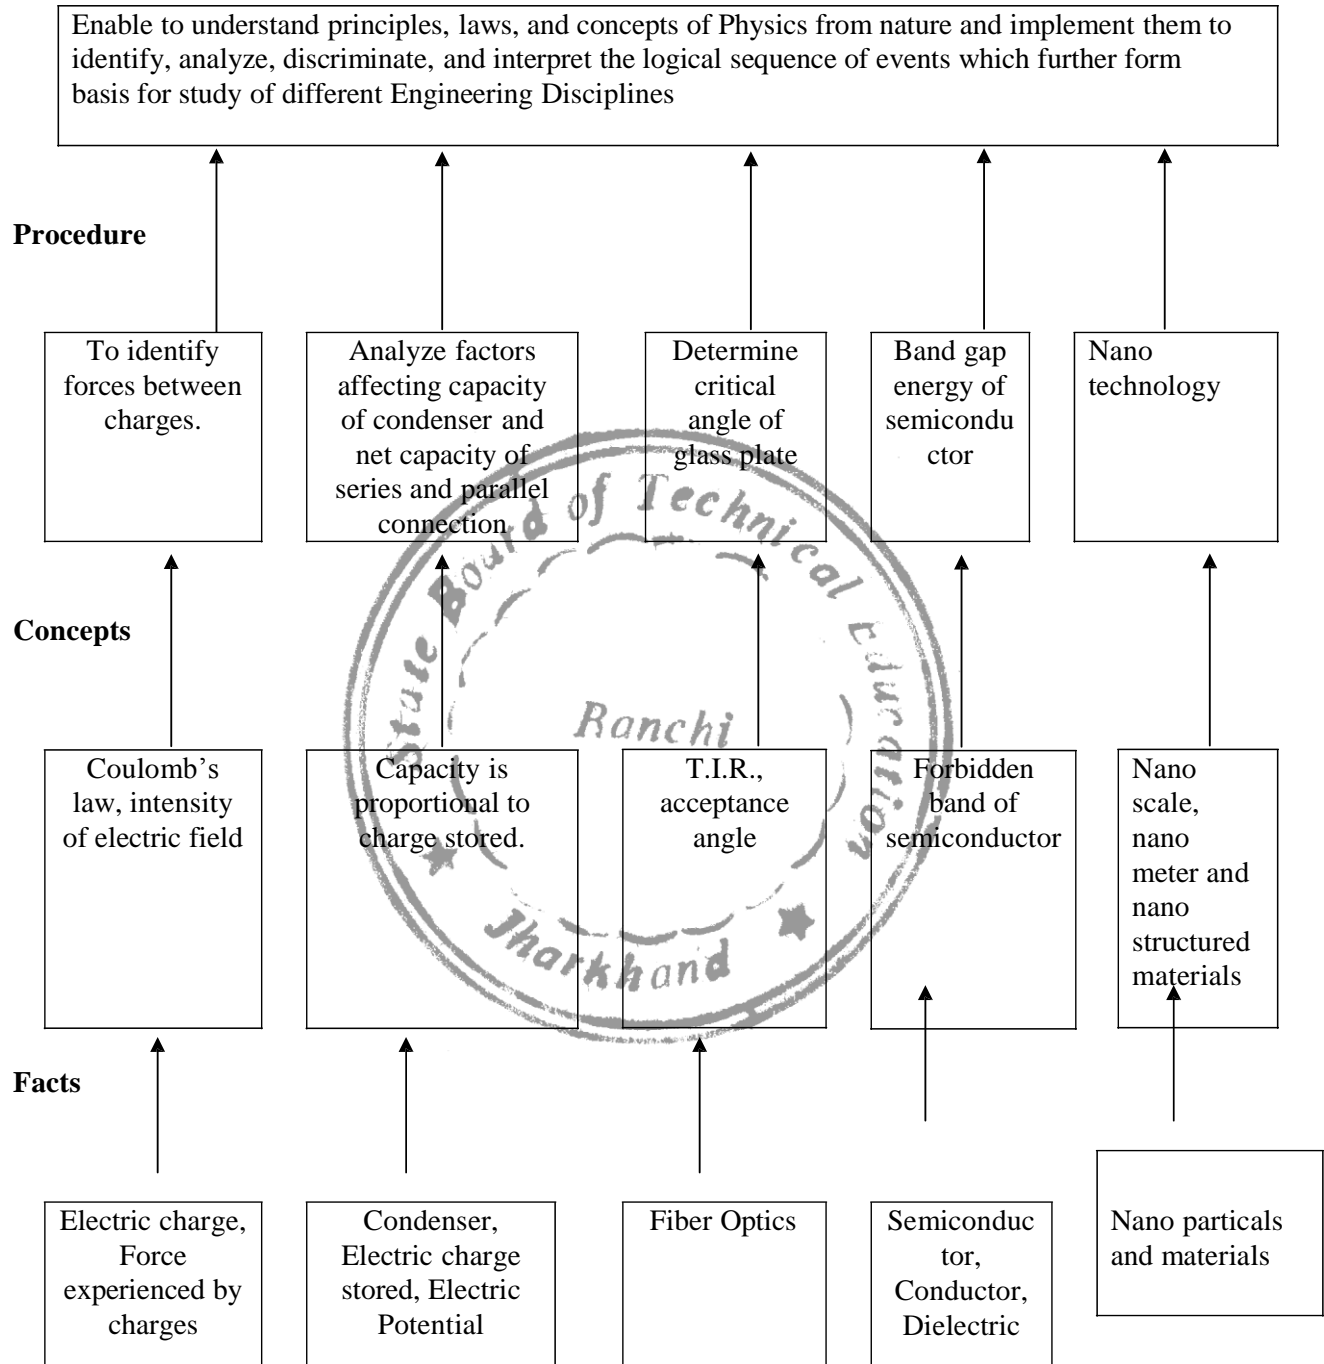 Enable to understand principles, laws, and concepts of Physics from nature and implement them to
identify, analyze, discriminate, and interpret the logical sequence of events which further form
basis for study of different Engineering Disciplines
Procedure
To identify
forces between
charges.
Analyze factors
affecting capacity
of condenser and
net capacity of
series and parallel
connection
Determine
critical
angle of
glass plate
Band gap
energy of
semicondu
ctor
Nano
technology
Concepts
State Board of Technical Education
Ranchi
Jharkhand
Coulomb’s
law, intensity
of electric field
Capacity is
proportional to
charge stored.
T.I.R.,
acceptance
angle
Forbidden
band of
semiconductor
Nano
scale,
nano
meter and
nano
structured
materials
Facts
Electric charge,
Force
experienced by
charges
Condenser,
Electric charge
stored, Electric
Potential
Fiber Optics
Semiconduc
tor,
Conductor,
Dielectric
Nano particals
and materials